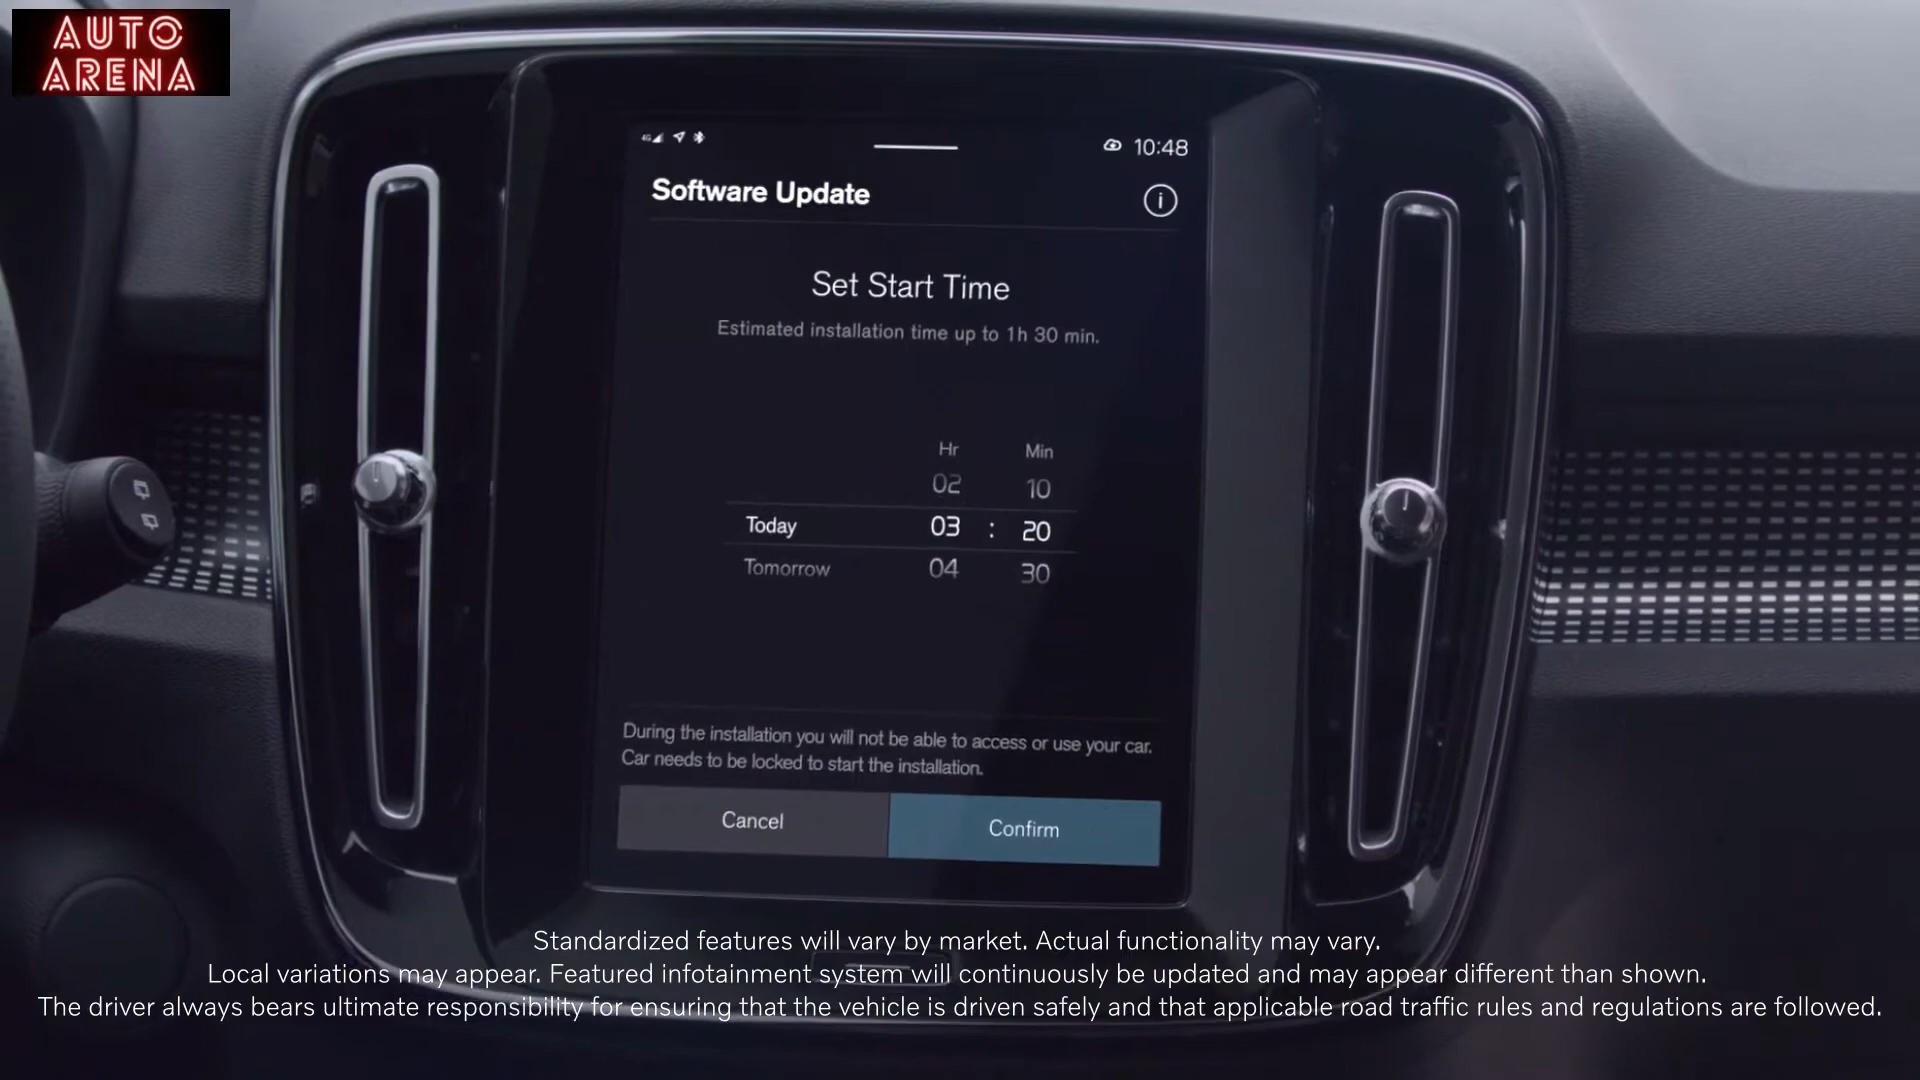 AUTO
ARENA
4G
10:48
Software Update
i
Set Start Time
Estimated installation time up to 1h 30 min.
Hr Min
02 10
Today 03 : 20
Tomorrow 04 30
During the installation you will not be able to access or use your car.
Car needs to be locked to start the installation.
Cancel Confirm
Standardized features will vary by market. Actual functionality may vary.
Local variations may appear. Featured infotainment system will continuously be updated and may appear different than shown.
The driver always bears ultimate responsibility for ensuring that the vehicle is driven safely and that applicable road traffic rules and regulations are followed.